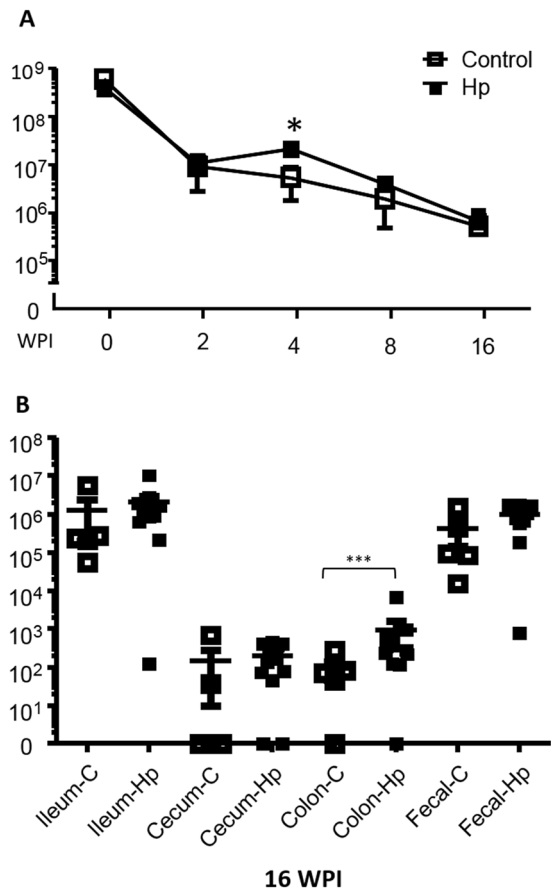 A
Control
Hp
10⁹
10⁸
*
10⁷
10⁶
10⁵
0
WPI 0 2 4 8 16
B
10⁸
10⁷
10⁶
10⁵
***
10⁴
10³
10²
10¹
0
Ileum-C Ileum-Hp Cecum-C Cecum-Hp Colon-C Colon-Hp Fecal-C Fecal-Hp
16 WPI